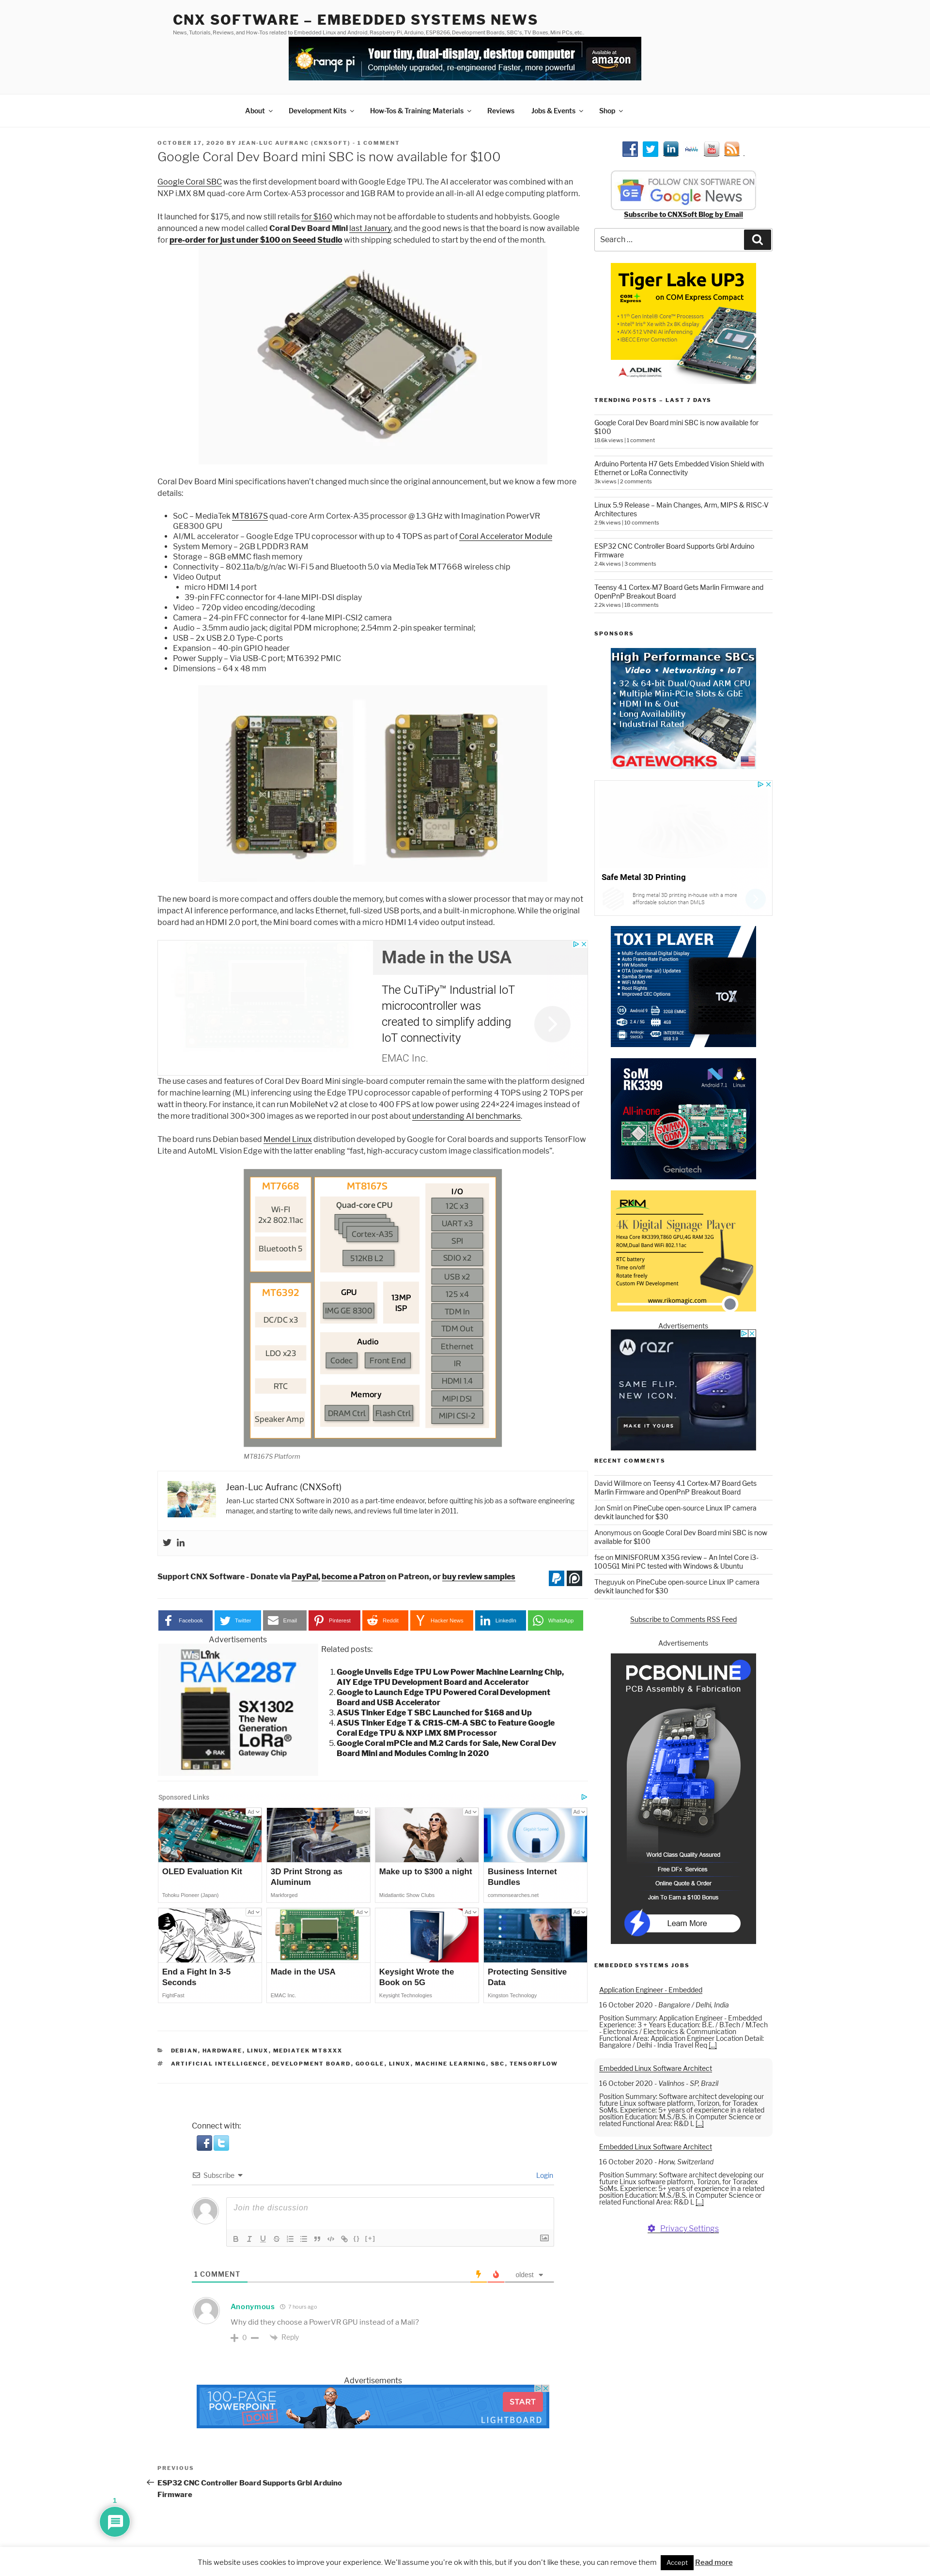 CNX SOFTWARE – EMBEDDED SYSTEMS NEWS
News, Tutorials, Reviews, and How-Tos related to Embedded Linux and Android, Raspberry Pi, Arduino, ESP8266, Development Boards, SBC's, TV Boxes, Mini PCs, etc..
Orange pi
Your tiny, dual-display, desktop computer
Completely upgraded, re-engineered Raspberry Pi 4 computer
Available at
amazon
About
Development Kits
How-Tos & Training Materials
Reviews
Jobs & Events
Shop
OCTOBER 17, 2020 BY JEAN-LUC AUFRANC (CNXSOFT) - 1 COMMENT
Google Coral Dev Board mini SBC is now available for $100
Google Coral SBC was the first development board with Google Edge TPU. The AI accelerator was combined with an
NXP i.MX 8M quad-core Arm Cortex-A53 processor and 1GB RAM to provide an all-in-all AI edge computing platform.
It launched for $175, and now still retails for $160 which may not be affordable to students and hobbyists. Google
announced a new model called Coral Dev Board Mini last January, and the good news is that the board is now available
for pre-order for just under $100 on Seeed Studio with shipping scheduled to start by the end of the month.
Coral
Coral Dev Board Mini specifications haven't changed much since the original announcement, but we know a few more
details:
SoC – MediaTek MT8167S quad-core Arm Cortex-A35 processor @ 1.3 GHz with Imagination PowerVR
GE8300 GPU
AI/ML accelerator – Google Edge TPU coprocessor with up to 4 TOPS as part of Coral Accelerator Module
System Memory – 2GB LPDDR3 RAM
Storage – 8GB eMMC flash memory
Connectivity – 802.11a/b/g/n/ac Wi-Fi 5 and Bluetooth 5.0 via MediaTek MT7668 wireless chip
Video Output
micro HDMI 1.4 port
39-pin FFC connector for 4-lane MIPI-DSI display
Video – 720p video encoding/decoding
Camera – 24-pin FFC connector for 4-lane MIPI-CSI2 camera
Audio – 3.5mm audio jack; digital PDM microphone; 2.54mm 2-pin speaker terminal;
USB – 2x USB 2.0 Type-C ports
Expansion – 40-pin GPIO header
Power Supply – Via USB-C port; MT6392 PMIC
Dimensions – 64 x 48 mm
The new board is more compact and offers double the memory, but comes with a slower processor that may or may not
impact AI inference performance, and lacks Ethernet, full-sized USB ports, and a built-in microphone. While the original
board had an HDMI 2.0 port, the Mini board comes with a micro HDMI 1.4 video output instead.
Made in the USA
The CuTiPy™ Industrial IoT
microcontroller was
created to simplify adding
IoT connectivity
EMAC Inc.
The use cases and features of Coral Dev Board Mini single-board computer remain the same with the platform designed
for machine learning (ML) inferencing using the Edge TPU coprocessor capable of performing 4 TOPS using 2 TOPS per
watt in theory. For instance, it can run MobileNet v2 at close to 400 FPS at low power using 224×224 images instead of
the more traditional 300×300 images as we reported in our post about understanding AI benchmarks.
The board runs Debian based Mendel Linux distribution developed by Google for Coral boards and supports TensorFlow
Lite and AutoML Vision Edge with the latter enabling "fast, high-accuracy custom image classification models".
MT7668
Wi-FI
2x2 802.11ac
Bluetooth 5
MT6392
DC/DC x3
LDO x23
RTC
Speaker Amp
MT8167S
Quad-core CPU
Cortex-A35
512KB L2
GPU
IMG GE 8300
13MP
ISP
Audio
Codec
Front End
Memory
DRAM Ctrl
Flash Ctrl
I/O
12C x3
UART x3
SPI
SDIO x2
USB x2
125 x4
TDM In
TDM Out
Ethernet
IR
HDMI 1.4
MIPI DSI
MIPI CSI-2
MT8167S Platform
Jean-Luc Aufranc (CNXSoft)
Jean-Luc started CNX Software in 2010 as a part-time endeavor, before quitting his job as a software engineering
manager, and starting to write daily news, and reviews full time later in 2011.
Support CNX Software - Donate via PayPal, become a Patron on Patreon, or buy review samples
Facebook
Twitter
Email
Pinterest
Reddit
Hacker News
LinkedIn
WhatsApp
Advertisements
WisLink
RAK2287
SX1302
The New
Generation
LoRa®
Gateway Chip
RAK
Related posts:
1. Google Unveils Edge TPU Low Power Machine Learning Chip,
AIY Edge TPU Development Board and Accelerator
2. Google to Launch Edge TPU Powered Coral Development
Board and USB Accelerator
3. ASUS Tinker Edge T SBC Launched for $168 and Up
4. ASUS Tinker Edge T & CR1S-CM-A SBC to Feature Google
Coral Edge TPU & NXP i.MX 8M Processor
5. Google Coral mPCIe and M.2 Cards for Sale, New Coral Dev
Board Mini and Modules Coming in 2020
Sponsored Links
Ad
OLED Evaluation Kit
Tohoku Pioneer (Japan)
Ad
3D Print Strong as
Aluminum
Markforged
Ad
Make up to $300 a night
Midatlantic Show Clubs
Ad
Business Internet
Bundles
commonsearches.net
Ad
End a Fight In 3-5
Seconds
FightFast
Ad
Made in the USA
EMAC Inc.
Ad
Keysight Wrote the
Book on 5G
Keysight Technologies
Ad
Protecting Sensitive
Data
Kingston Technology
DEBIAN, HARDWARE, LINUX, MEDIATEK MT8XXX
ARTIFICIAL INTELLIGENCE, DEVELOPMENT BOARD, GOOGLE, LINUX, MACHINE LEARNING, SBC, TENSORFLOW
Connect with:
Subscribe
Login
Join the discussion
B I U S {} [+]
1 COMMENT
oldest
Anonymous
7 hours ago
Why did they choose a PowerVR GPU instead of a Mali?
0
Reply
Advertisements
100-PAGE
POWERPOINT
DONE
START
LIGHTBOARD
PREVIOUS
ESP32 CNC Controller Board Supports Grbl Arduino
Firmware
1
FOLLOW CNX SOFTWARE ON
Google News
Subscribe to CNXSoft Blog by Email
Search …
Tiger Lake UP3
on COM Express Compact
COM Express
11th Gen Intel® Core™ Processors
Intel® Iris® Xe with 2x 8K display
AVX-512 VNNI AI inferencing
IBECC Error Correction
ADLINK
TRENDING POSTS – LAST 7 DAYS
Google Coral Dev Board mini SBC is now available for
$100
18.6k views | 1 comment
Arduino Portenta H7 Gets Embedded Vision Shield with
Ethernet or LoRa Connectivity
3k views | 2 comments
Linux 5.9 Release – Main Changes, Arm, MIPS & RISC-V
Architectures
2.9k views | 10 comments
ESP32 CNC Controller Board Supports Grbl Arduino
Firmware
2.4k views | 3 comments
Teensy 4.1 Cortex-M7 Board Gets Marlin Firmware and
OpenPnP Breakout Board
2.2k views | 18 comments
SPONSORS
High Performance SBCs
Video • Networking • IoT
• 32 & 64-bit Dual/Quad ARM CPU
• Multiple Mini-PCIe Slots & GbE
• HDMI In & Out
• Long Availability
• Industrial Rated
GATEWORKS
Safe Metal 3D Printing
Bring metal 3D printing in-house with a more
affordable solution than DMLS
TOX1 PLAYER
Multi-functional Digital Display
Auto Frame Rate Function
HW Monitor
OTA (over-the-air) Updates
Samba Server
WiFi MIMO
Root Rights
Improved CEC Options
TOX
SoM
RK3399
Android 7.1
Linux
All-in-one
Geniatech
RKM
4K Digital Signage Player
Hexa Core RK3399,T860 GPU,4G RAM 32G
ROM,Dual Band WiFi 802.11ac
RTC battery
Time on/off
Rotate freely
Custom FW Development
www.rikomagic.com
Advertisements
razr
SAME FLIP.
NEW ICON.
MAKE IT YOURS
RECENT COMMENTS
David Willmore on Teensy 4.1 Cortex-M7 Board Gets
Marlin Firmware and OpenPnP Breakout Board
Jon Smirl on PineCube open-source Linux IP camera
devkit launched for $30
Anonymous on Google Coral Dev Board mini SBC is now
available for $100
fse on MINISFORUM X35G review – An Intel Core i3-
1005G1 Mini PC tested with Windows & Ubuntu
Theguyuk on PineCube open-source Linux IP camera
devkit launched for $30
Subscribe to Comments RSS Feed
Advertisements
PCBONLINE
PCB Assembly & Fabrication
World Class Quality Assured
Free DFx Services
Online Quote & Order
Join To Earn a $100 Bonus
Learn More
EMBEDDED SYSTEMS JOBS
Application Engineer - Embedded
16 October 2020 - Bangalore / Delhi, India
Position Summary: Application Engineer - Embedded
Experience: 3 + Years Education: B.E. / B.Tech / M.Tech
- Electronics / Electronics & Communication
Functional Area: Application Engineer Location Detail:
Bangalore / Delhi - India Travel Req [...]
Embedded Linux Software Architect
16 October 2020 - Valinhos - SP, Brazil
Position Summary: Software architect developing our
future Linux software platform, Torizon, for Toradex
SoMs. Experience: 5+ years of experience in a related
position Education: M.S./B.S. in Computer Science or
related Functional Area: R&D L [...]
Embedded Linux Software Architect
16 October 2020 - Horw, Switzerland
Position Summary: Software architect developing our
future Linux software platform, Torizon, for Toradex
SoMs. Experience: 5+ years of experience in a related
position Education: M.S./B.S. in Computer Science or
related Functional Area: R&D L [...]
Privacy Settings
This website uses cookies to improve your experience. We'll assume you're ok with this, but if you don't like these, you can remove them
Accept
Read more